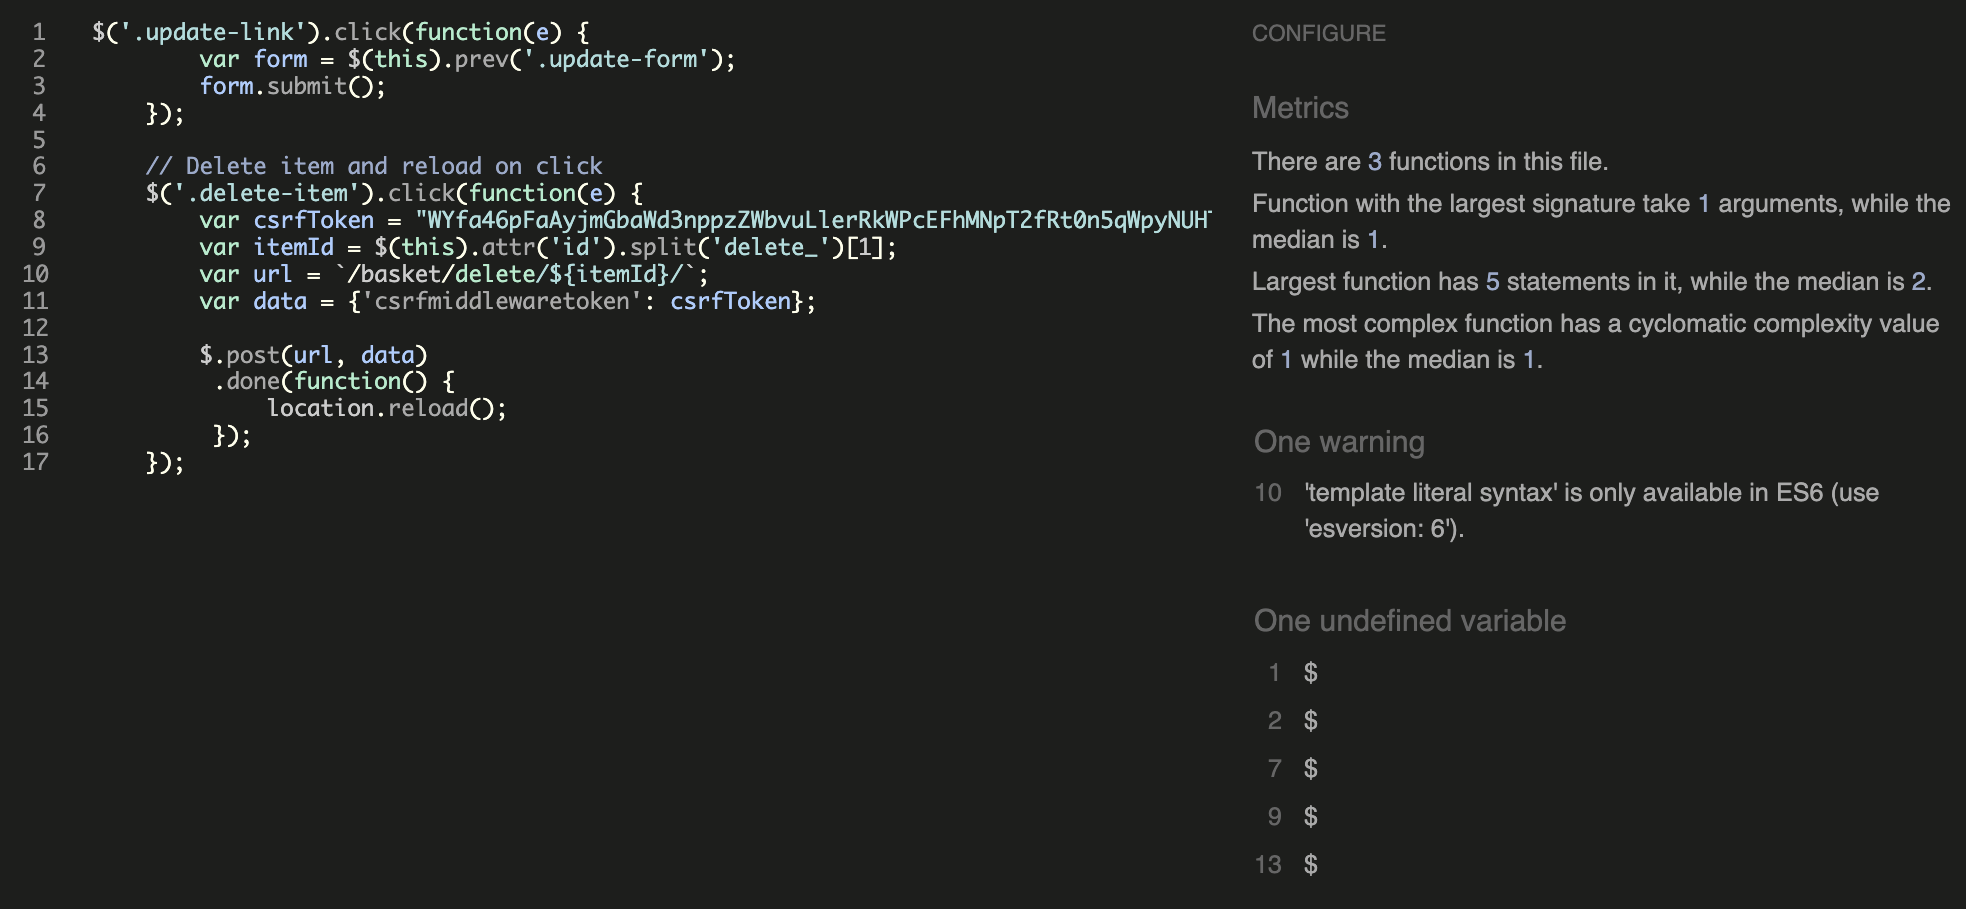 1 $('.update-link').click(function(e) {
2 var form = $(this).prev('.update-form');
3 form.submit();
4 });
5
6 // Delete item and reload on click
7 $('.delete-item').click(function(e) {
8 var csrfToken = "WYfa46pFaAyjmGbaWd3nppzZWbvuLlerRkWPcEFhMNpT2fRt0n5qWpyNUH
9 var itemId = $(this).attr('id').split('delete_')[1];
10 var url = `/basket/delete/${itemId}/`;
11 var data = {'csrfmiddlewaretoken': csrfToken};
12
13 $.post(url, data)
14 .done(function() {
15 location.reload();
16 });
17 });
CONFIGURE
Metrics
There are 3 functions in this file.
Function with the largest signature take 1 arguments, while the
median is 1.
Largest function has 5 statements in it, while the median is 2.
The most complex function has a cyclomatic complexity value
of 1 while the median is 1.
One warning
10 'template literal syntax' is only available in ES6 (use
'esversion: 6').
One undefined variable
1 $
2 $
7 $
9 $
13 $